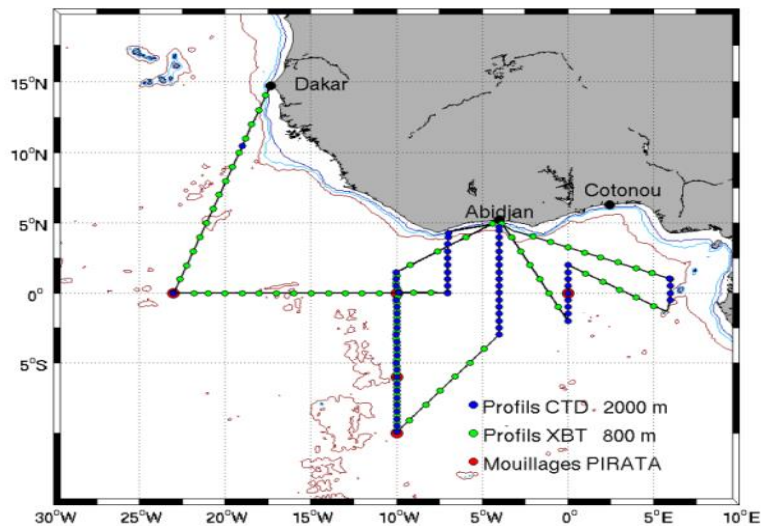 15°N
Dakar
10°N
Cotonou
Abidjan
5°N
0°
5°S
Profils CTD 2000 m
Profils XBT 800 m
Mouillages PIRATA
30°W 25°W 20°W 15°W 10°W 5°W 0° 5°E 10°E